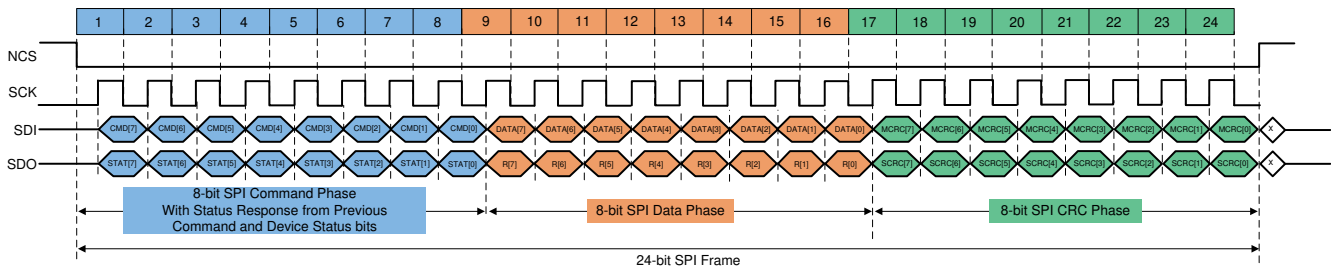 1 2 3 4 5 6 7 8 9 10 11 12 13 14 15 16 17 18 19 20 21 22 23 24
NCS
SCK
SDI CMD[7] CMD[6] CMD[5] CMD[4] CMD[3] CMD[2] CMD[1] CMD[0] DATA[7] DATA[6] DATA[5] DATA[4] DATA[3] DATA[2] DATA[1] DATA[0] MCRC[7] MCRC[6] MCRC[5] MCRC[4] MCRC[3] MCRC[2] MCRC[1] MCRC[0] X
SDO STAT[7] STAT[6] STAT[5] STAT[4] STAT[3] STAT[2] STAT[1] STAT[0] R[7] R[6] R[5] R[4] R[3] R[2] R[1] R[0] SCRC[7] SCRC[6] SCRC[5] SCRC[4] SCRC[3] SCRC[2] SCRC[1] SCRC[0] X
8-bit SPI Command Phase
With Status Response from Previous
Command and Device Status bits
8-bit SPI Data Phase
8-bit SPI CRC Phase
24-bit SPI Frame